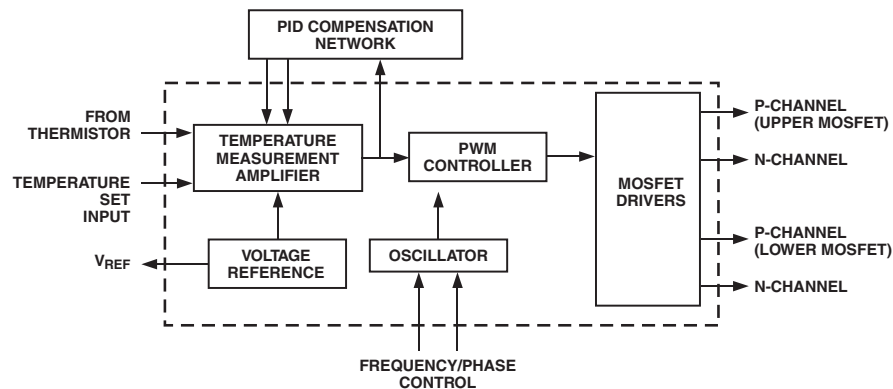 PID COMPENSATION
NETWORK
FROM
THERMISTOR
TEMPERATURE
SET
INPUT
VREF
TEMPERATURE
MEASUREMENT
AMPLIFIER
PWM
CONTROLLER
VOLTAGE
REFERENCE
OSCILLATOR
MOSFET
DRIVERS
P-CHANNEL
(UPPER MOSFET)
N-CHANNEL
P-CHANNEL
(LOWER MOSFET)
N-CHANNEL
FREQUENCY/PHASE
CONTROL